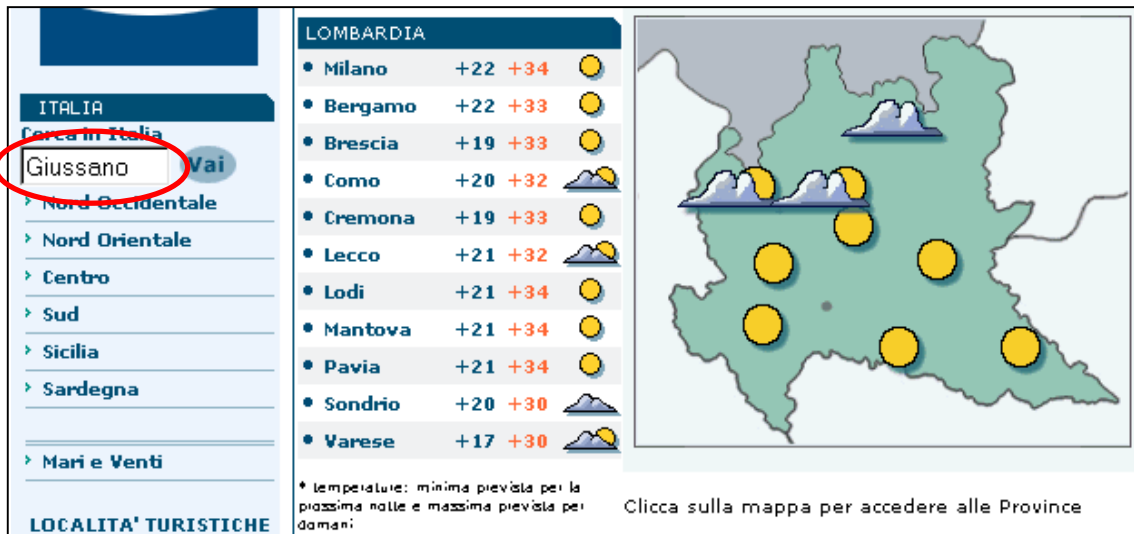 ITALIA
Cerca in Italia
Giussano Vai
Nord Occidentale
Nord Orientale
Centro
Sud
Sicilia
Sardegna
Mari e Venti
LOCALITA' TURISTICHE
LOMBARDIA
Milano +22 +34
Bergamo +22 +33
Brescia +19 +33
Como +20 +32
Cremona +19 +33
Lecco +21 +32
Lodi +21 +34
Mantova +21 +34
Pavia +21 +34
Sondrio +20 +30
Varese +17 +30
* temperature: minima prevista per la
prossima notte e massima prevista per
domani
Clicca sulla mappa per accedere alle Province